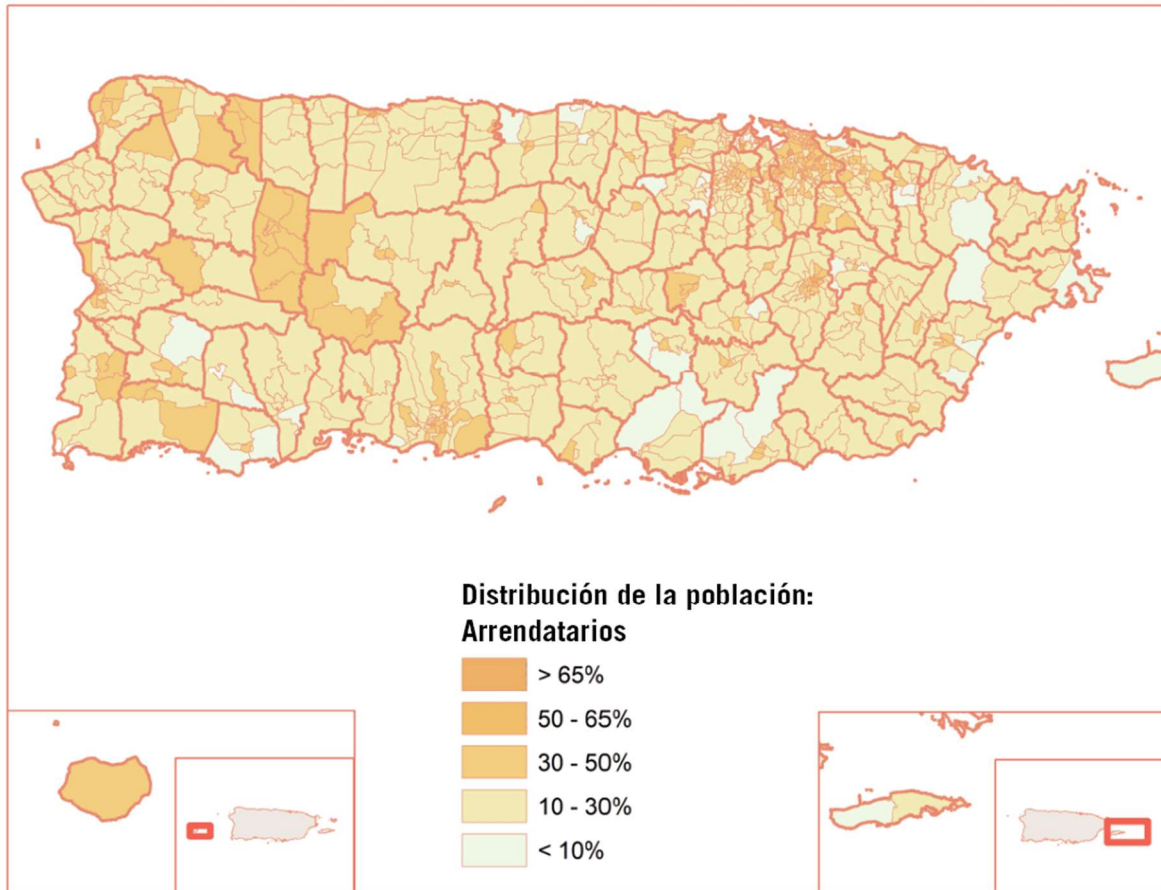 Distribución de la población:
Arrendatarios
> 65%
50 - 65%
30 - 50%
10 - 30%
< 10%